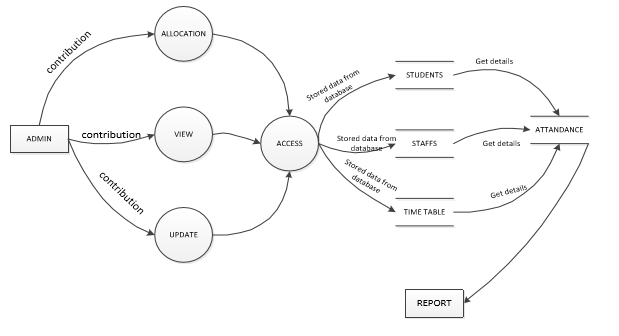 contribution
ALLOCATION
ADMIN
contribution
VIEW
contribution
UPDATE
ACCESS
Stored data from
database
STUDENTS
Get details
Stored data from
database
STAFFS
Get details
ATTANDANCE
Stored data from
database
TIME TABLE
Get details
REPORT